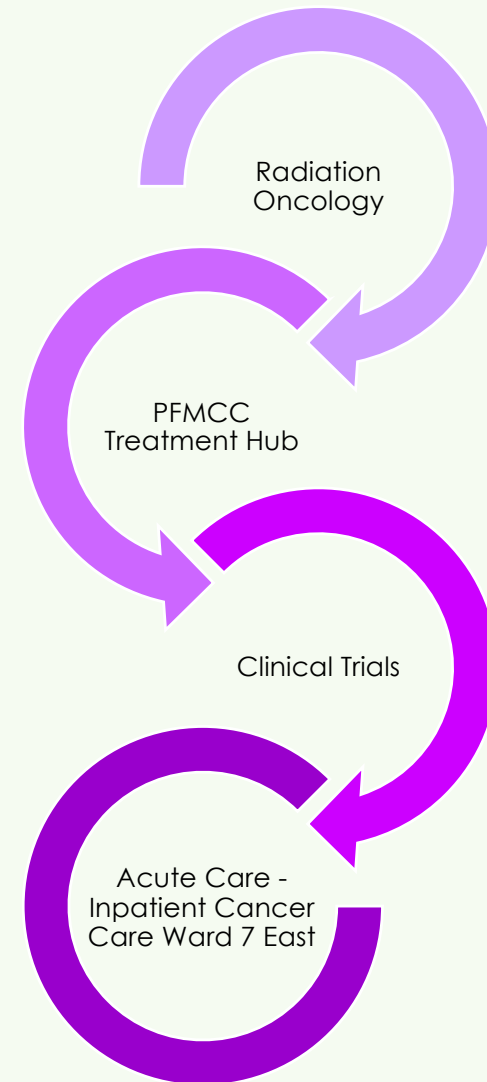 Radiation
Oncology
PFMCC
Treatment Hub
Clinical Trials
Acute Care -
Inpatient Cancer
Care Ward 7 East